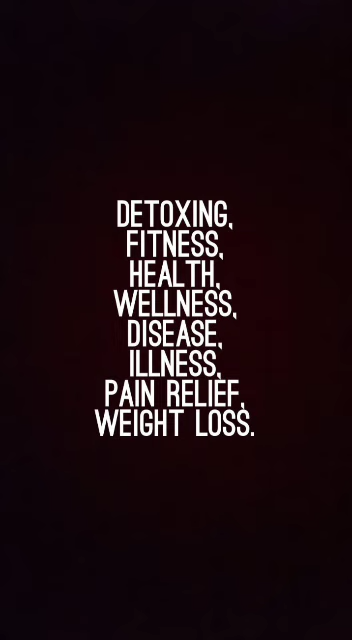 DETOXING,
FITNESS,
HEALTH,
WELLNESS,
DISEASE,
ILLNESS,
PAIN RELIEF,
WEIGHT LOSS.